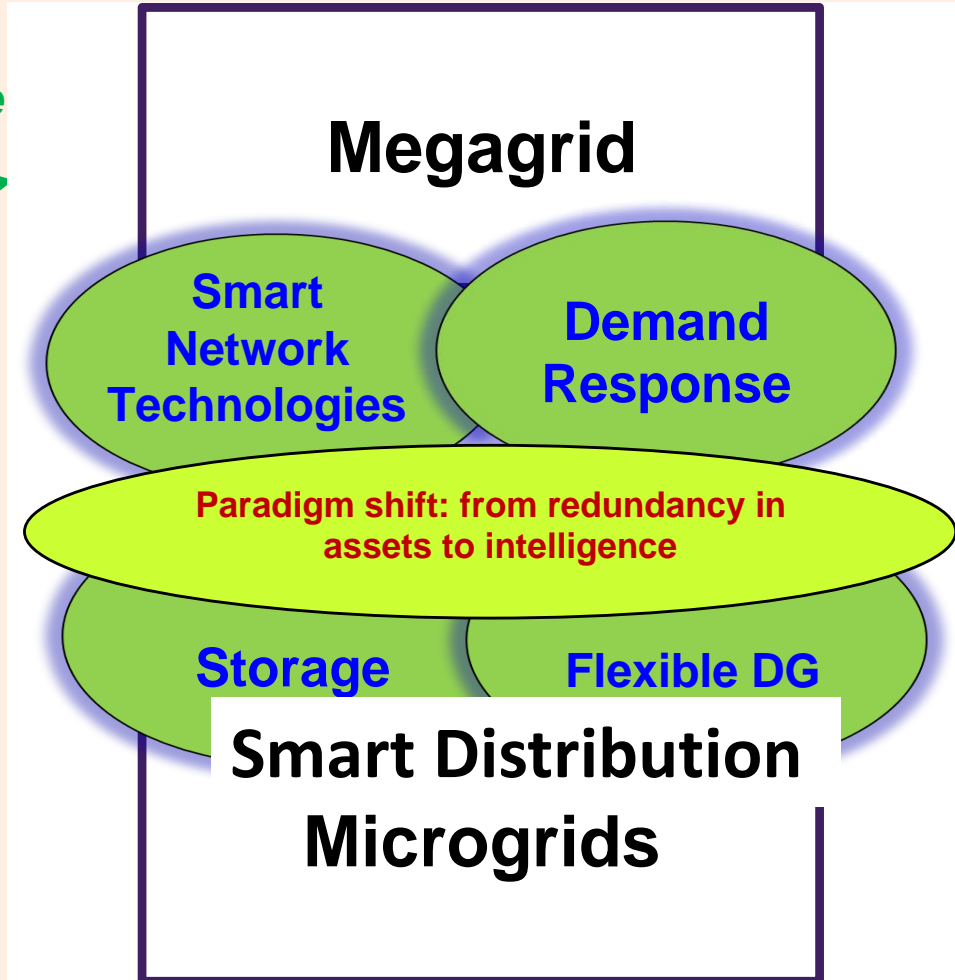 e
Megagrid
Smart
Network
Technologies
Demand
Response
Paradigm shift: from redundancy in
assets to intelligence
Storage
Flexible DG
Smart Distribution
Microgrids